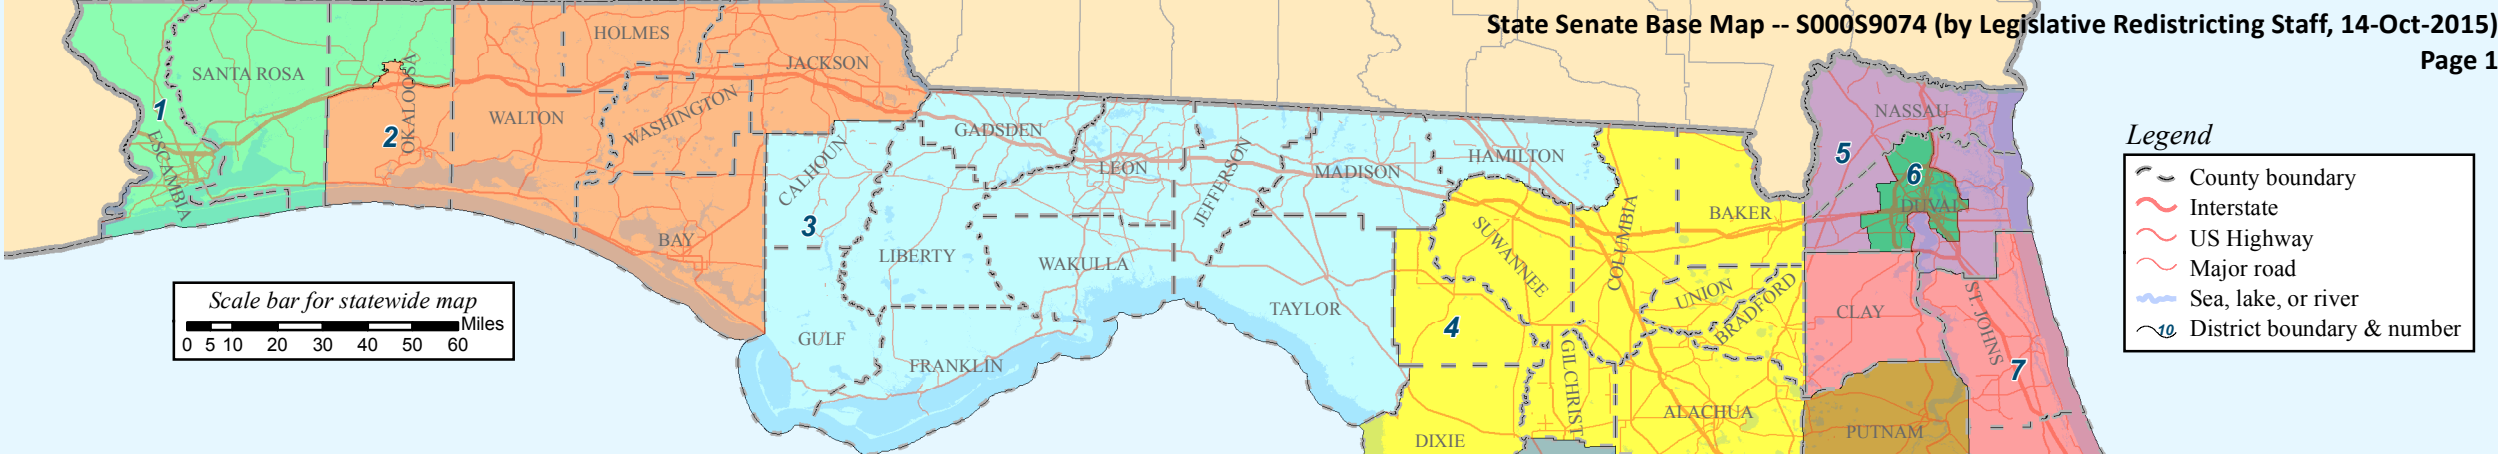 State Senate Base Map -- S000S9074 (by Legislative Redistricting Staff, 14-Oct-2015)
Page 1
HOLMES
SANTA ROSA
JACKSON
OKALOOSA
1
2
WALTON
WASHINGTON
ESCAMBIA
BAY
GADSDEN
CALHOUN
LEON
JEFFERSON
MADISON
HAMILTON
3
LIBERTY
WAKULLA
TAYLOR
GULF
FRANKLIN
SUWANNEE
COLUMBIA
BAKER
UNION
BRADFORD
4
GILCHRIST
ALACHUA
DIXIE
NASSAU
5
6
DUVAL
CLAY
ST. JOHNS
7
PUTNAM
Scale bar for statewide map
Miles
0 5 10 20 30 40 50 60
Legend
County boundary
Interstate
US Highway
Major road
Sea, lake, or river
10 District boundary & number